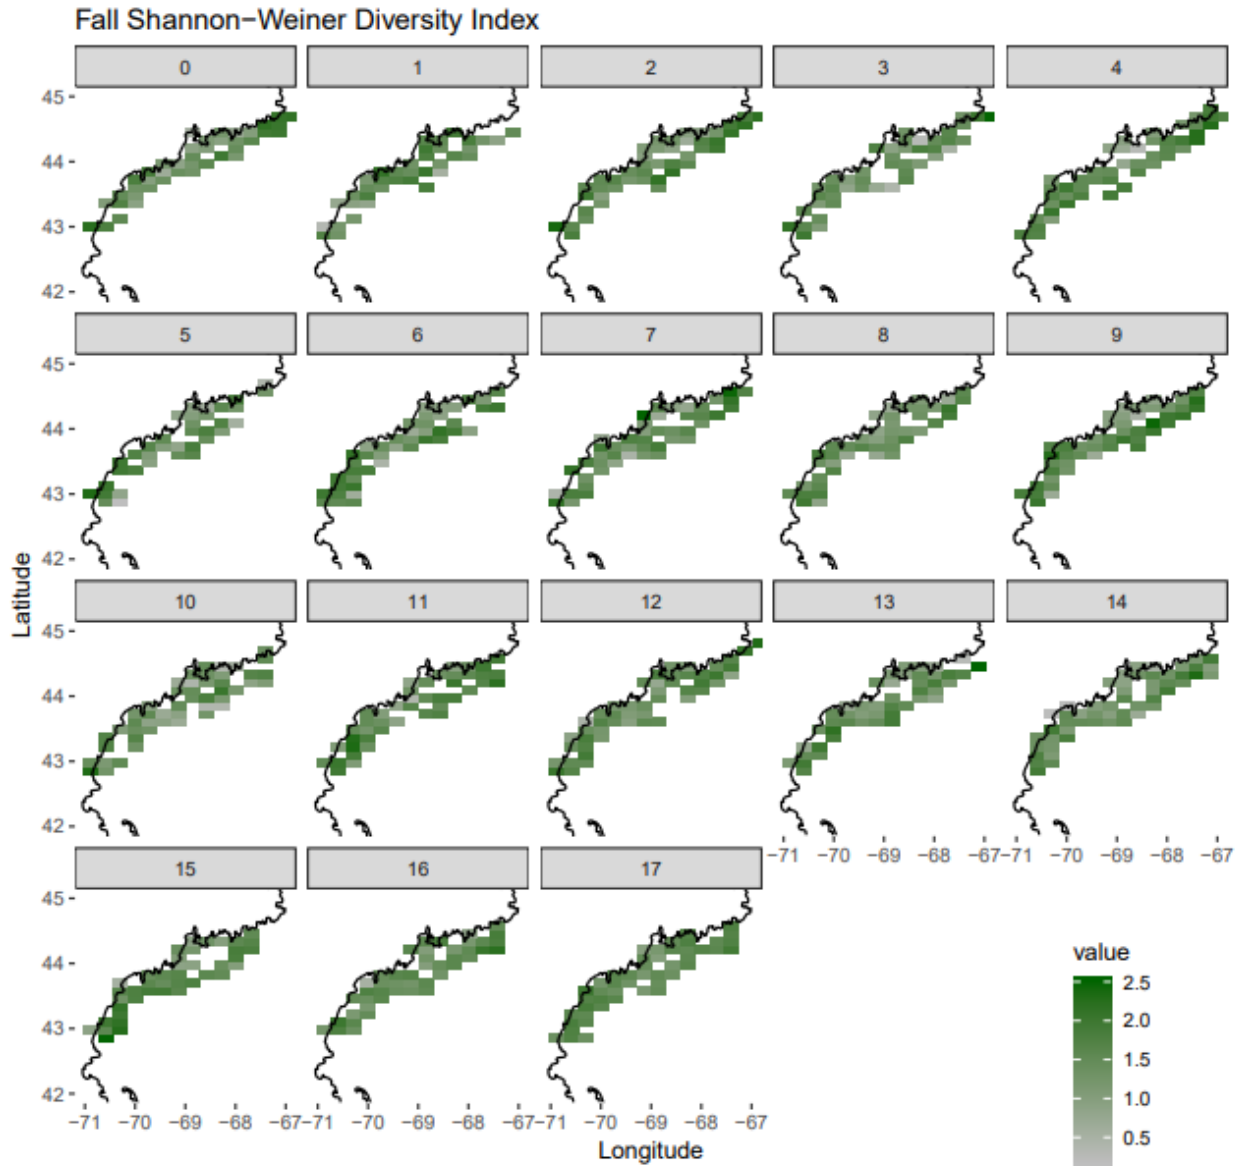 Fall Shannon−Weiner Diversity Index
0 1 2 3 4
45
44
43
42
5 6 7 8 9
45
44
43
42
Latitude
10 11 12 13 14
45
44
43
42
−71 −70 −69 −68 −67 −71 −70 −69 −68 −67
15 16 17
45
44
43
42
−71 −70 −69 −68 −67 −71 −70 −69 −68 −67 −71 −70 −69 −68 −67
Longitude
value
2.5
2.0
1.5
1.0
0.5